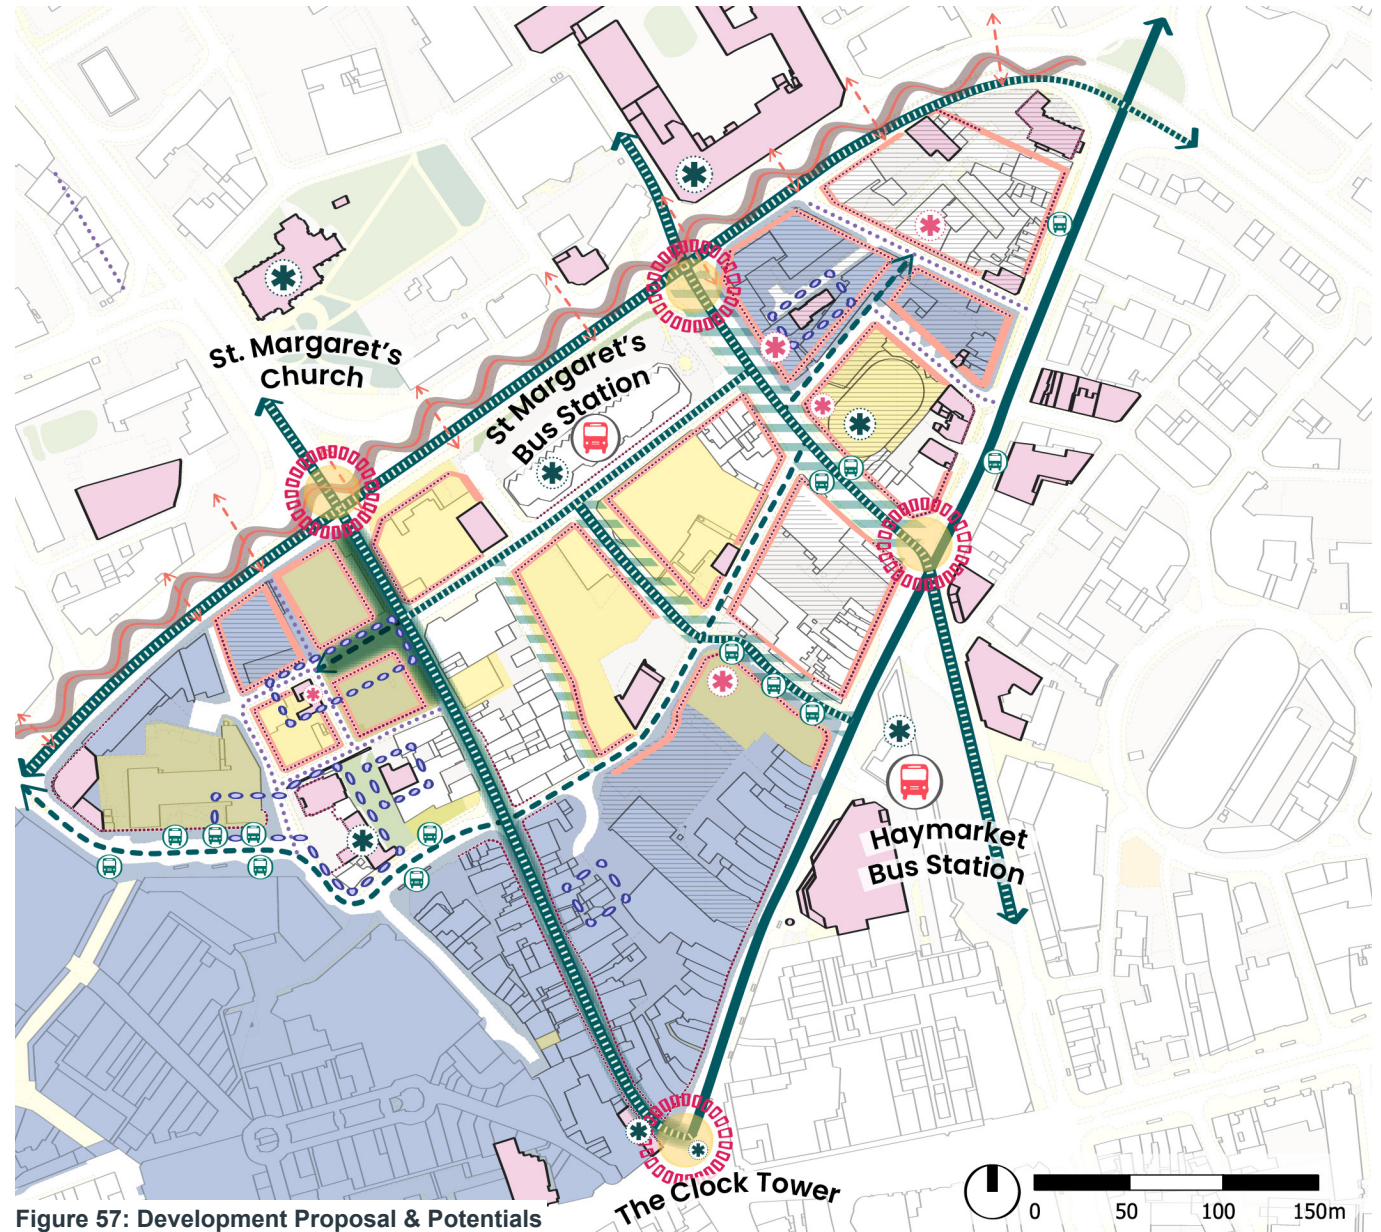 St. Margaret's
Church
St Margaret's
Bus Station
Haymarket
Bus Station
The Clock Tower
0 50 100 150m
Figure 57: Development Proposal & Potentials